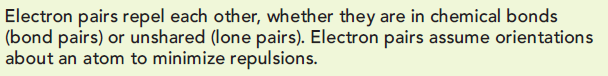 Electron pairs repel each other, whether they are in chemical bonds
(bond pairs) or unshared (lone pairs). Electron pairs assume orientations
about an atom to minimize repulsions.